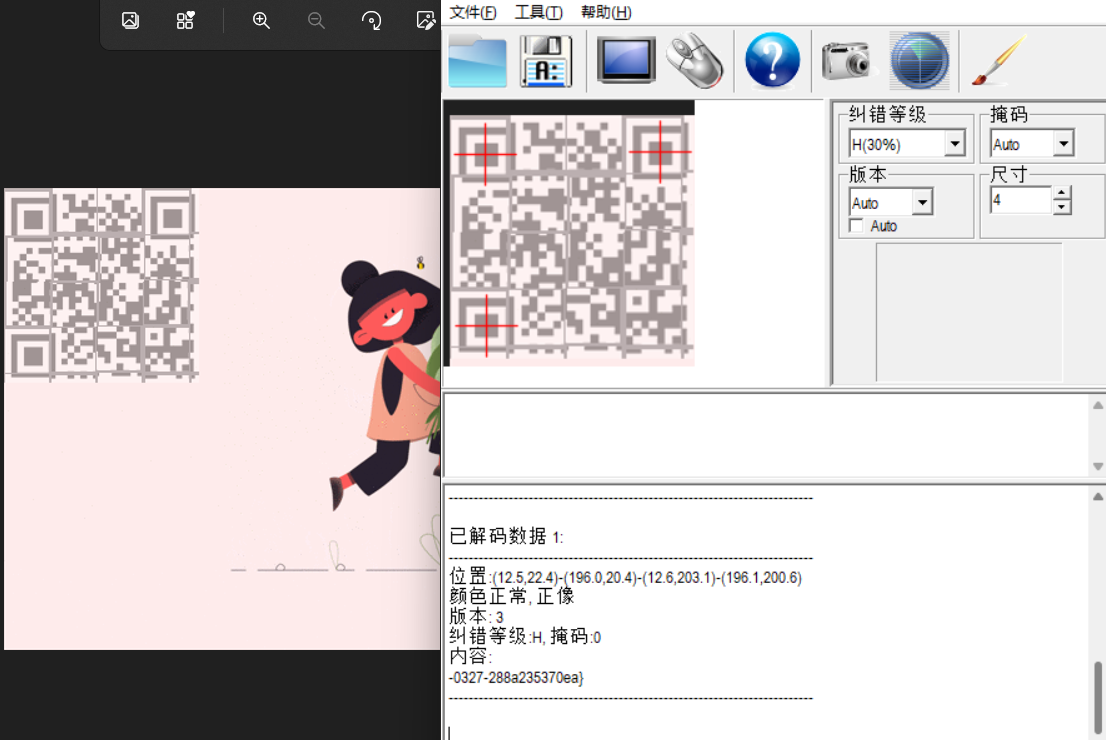 文件(F) 工具(T) 帮助(H)
A:
?
纠错等级
H(30%)
掩码
Auto
版本
Auto
Auto
尺寸
4
--------------------------------------------------------------------------------
已解码数据 1:
--------------------------------------------------------------------------------
位置:(12.5,22.4)-(196.0,20.4)-(12.6,203.1)-(196.1,200.6)
颜色正常, 正像
版本: 3
纠错等级:H, 掩码:0
内容:
-0327-288a235370ea}
--------------------------------------------------------------------------------